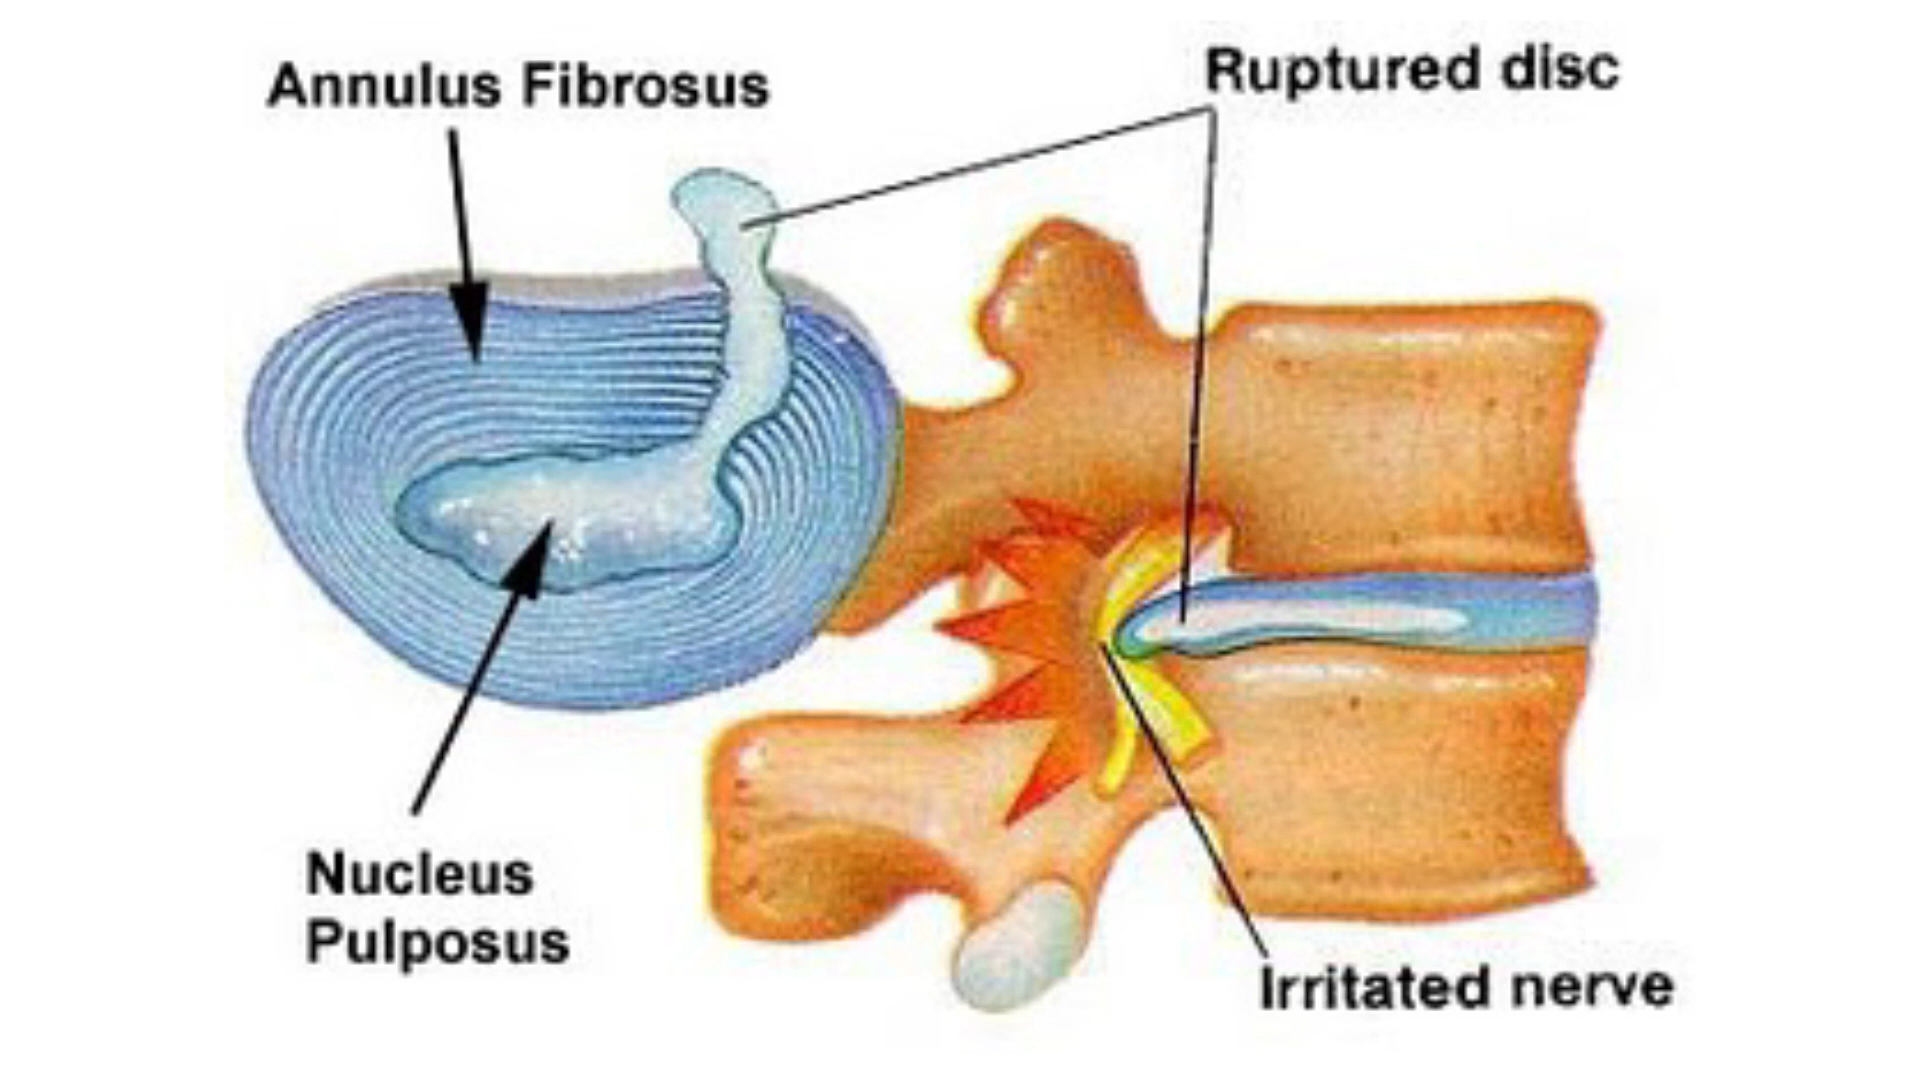 Annulus Fibrosus
Ruptured disc
Nucleus
Pulposus
Irritated nerve